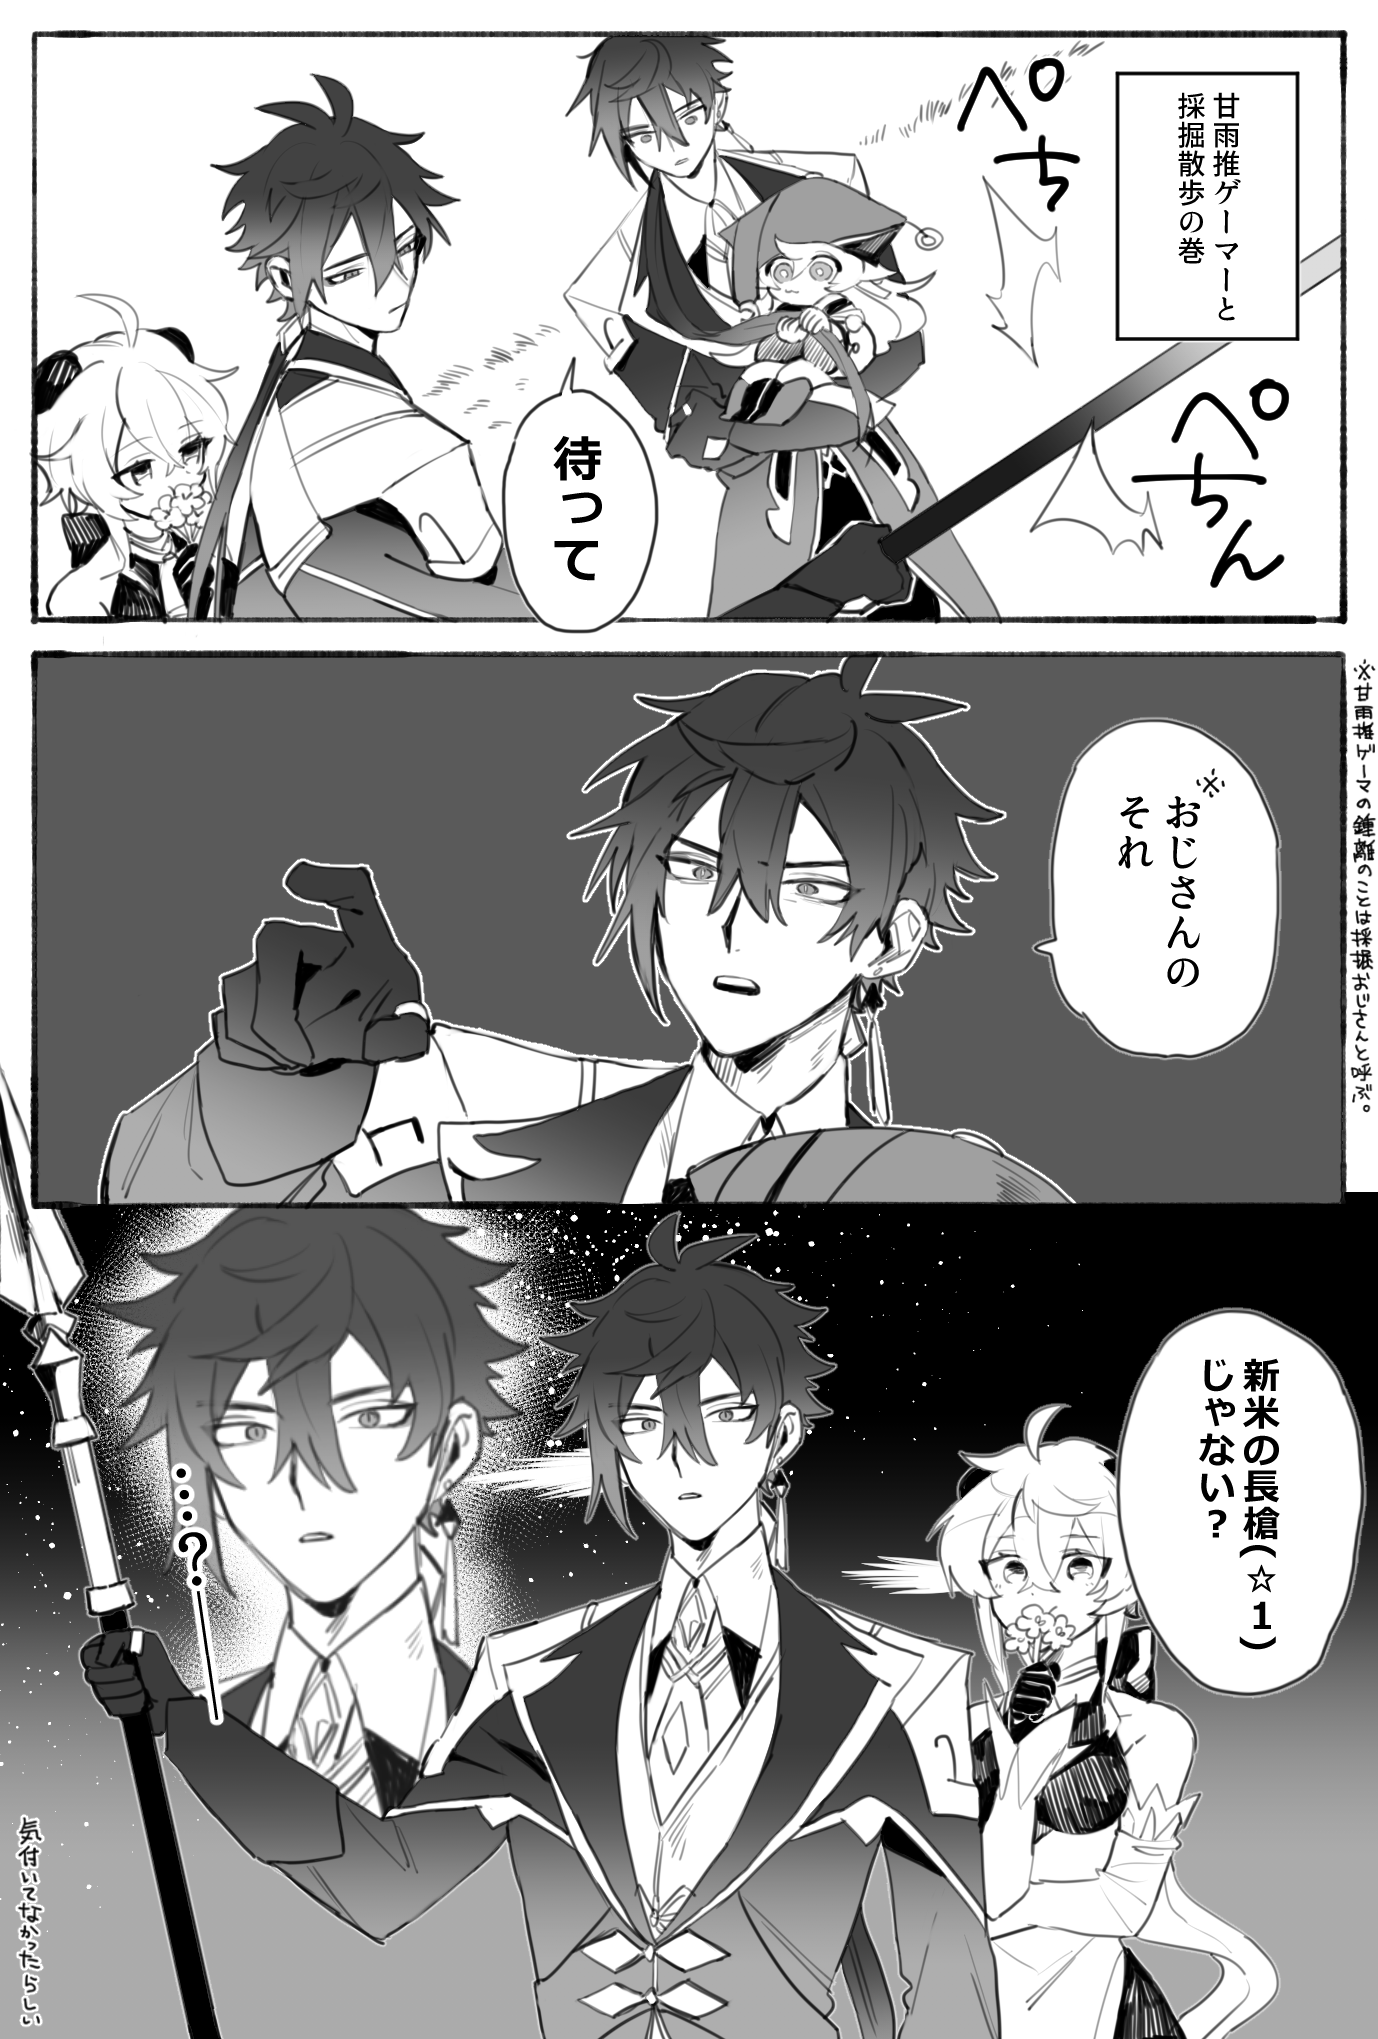 甘雨推ゲーマーと
採掘散歩の巻
ペち
ペちん
待って
※甘雨推ゲーマの鍾離のことは採掘おじさんと呼ぶ。
※
おじさんの
それ
新米の長槍(☆1)
じゃない?
……?
気付いてなかったらしい